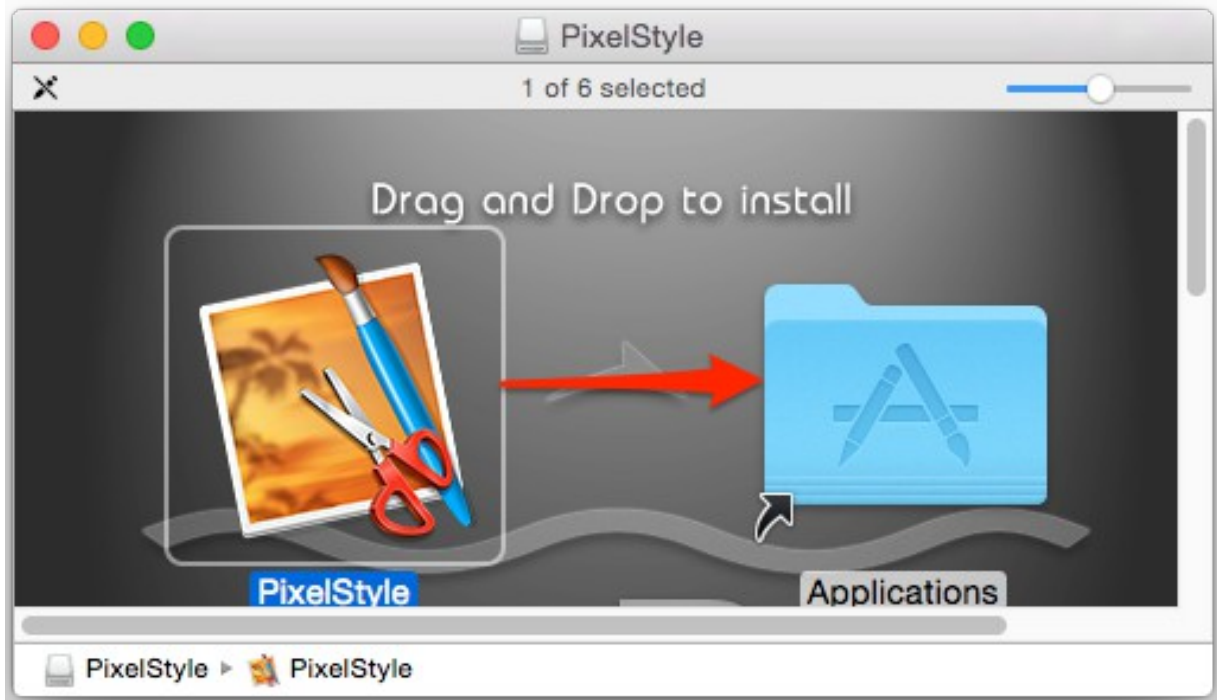 PixelStyle
1 of 6 selected
Drag and Drop to install
PixelStyle
Applications
PixelStyle PixelStyle